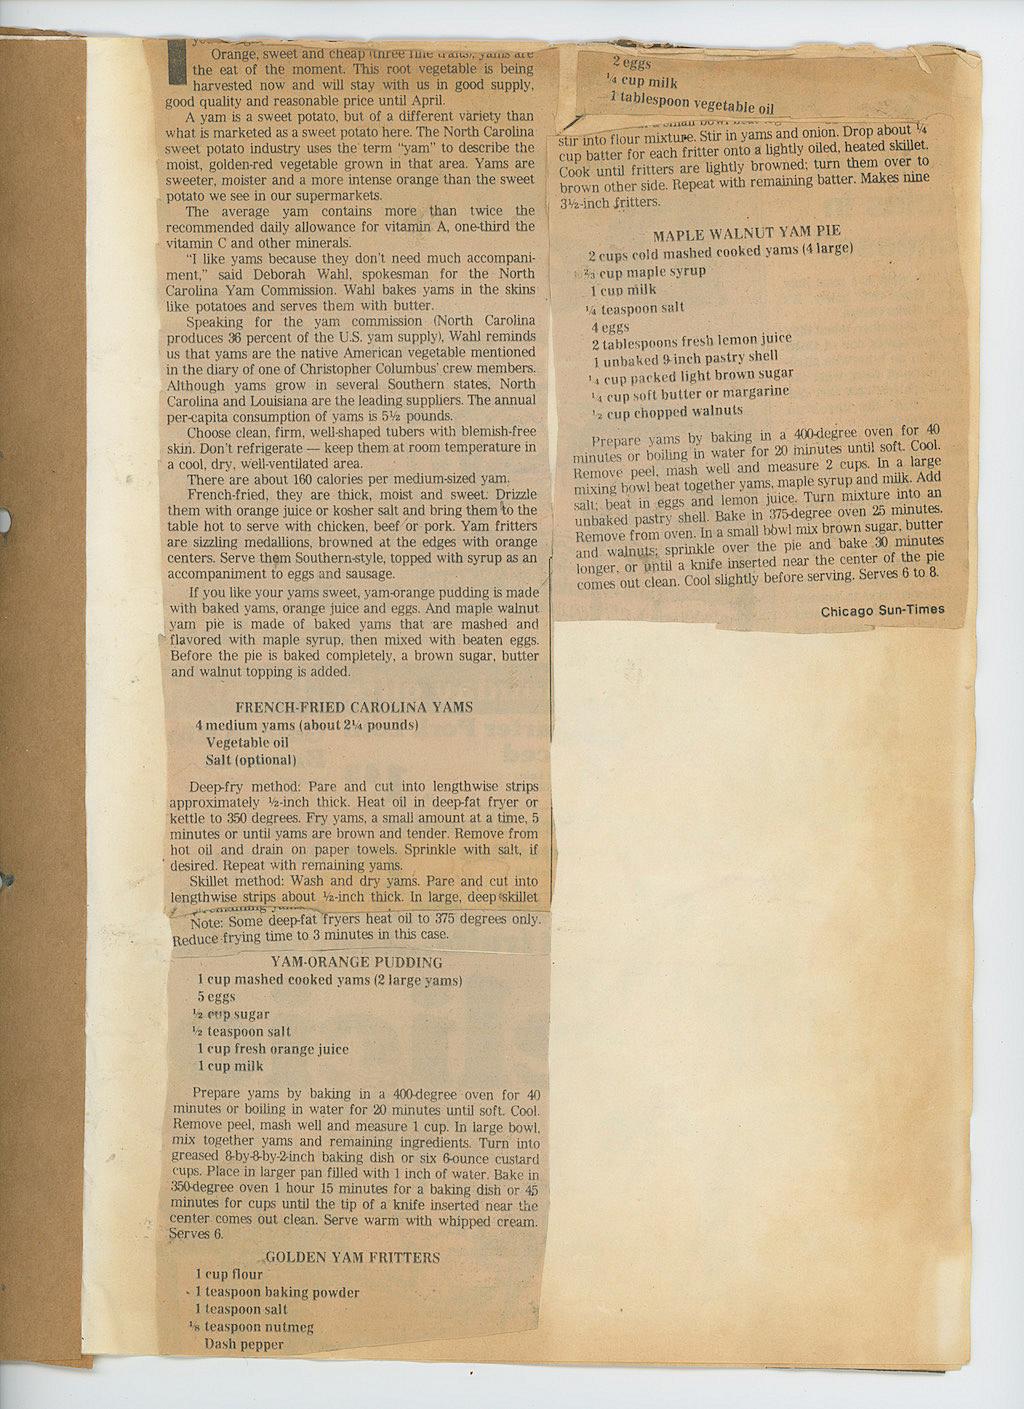 Orange, sweet and cheap (three fine traits), yams are
the eat of the moment. This root vegetable is being
harvested now and will stay with us in good supply,
good quality and reasonable price until April.
A yam is a sweet potato, but of a different variety than
what is marketed as a sweet potato here. The North Carolina
sweet potato industry uses the term “yam” to describe the
moist, golden-red vegetable grown in that area. Yams are
sweeter, moister and a more intense orange than the sweet
potato we see in our supermarkets.
The average yam contains more than twice the
recommended daily allowance for vitamin A, one-third the
vitamin C and other minerals.
“I like yams because they don’t need much accompani-
ment,” said Deborah Wahl, spokesman for the North
Carolina Yam Commission. Wahl bakes yams in the skins
like potatoes and serves them with butter.
Speaking for the yam commission (North Carolina
produces 36 percent of the U.S. yam supply), Wahl reminds
us that yams are the native American vegetable mentioned
in the diary of one of Christopher Columbus’ crew members.
Although yams grow in several Southern states, North
Carolina and Louisiana are the leading suppliers. The annual
per-capita consumption of yams is 5½ pounds.
Choose clean, firm, well-shaped tubers with blemish-free
skin. Don’t refrigerate — keep them at room temperature in
a cool, dry, well-ventilated area.
There are about 160 calories per medium-sized yam.
French-fried, they are thick, moist and sweet. Drizzle
them with orange juice or kosher salt and bring them to the
table hot to serve with chicken, beef or pork. Yam fritters
are sizzling medallions, browned at the edges with orange
centers. Serve them Southern-style, topped with syrup as an
accompaniment to eggs and sausage.
If you like your yams sweet, yam-orange pudding is made
with baked yams, orange juice and eggs. And maple walnut
yam pie is made of baked yams that are mashed and
flavored with maple syrup, then mixed with beaten eggs.
Before the pie is baked completely, a brown sugar, butter
and walnut topping is added.
FRENCH-FRIED CAROLINA YAMS
4 medium yams (about 2¼ pounds)
Vegetable oil
Salt (optional)
Deep-fry method: Pare and cut into lengthwise strips
approximately ½-inch thick. Heat oil in deep-fat fryer or
kettle to 350 degrees. Fry yams, a small amount at a time, 5
minutes or until yams are brown and tender. Remove from
hot oil and drain on paper towels. Sprinkle with salt, if
desired. Repeat with remaining yams.
Skillet method: Wash and dry yams. Pare and cut into
lengthwise strips about ½-inch thick. In large, deep skillet
Note: Some deep-fat fryers heat oil to 375 degrees only.
Reduce frying time to 3 minutes in this case.
YAM-ORANGE PUDDING
1 cup mashed cooked yams (2 large yams)
5 eggs
½ cup sugar
½ teaspoon salt
1 cup fresh orange juice
1 cup milk
Prepare yams by baking in a 400-degree oven for 40
minutes or boiling in water for 20 minutes until soft. Cool.
Remove peel, mash well and measure 1 cup. In large bowl,
mix together yams and remaining ingredients. Turn into
greased 8-by-8-by-2-inch baking dish or six 6-ounce custard
cups. Place in larger pan filled with 1 inch of water. Bake in
350-degree oven 1 hour 15 minutes for a baking dish or 45
minutes for cups until the tip of a knife inserted near the
center comes out clean. Serve warm with whipped cream.
Serves 6.
GOLDEN YAM FRITTERS
1 cup flour
1 teaspoon baking powder
1 teaspoon salt
⅛ teaspoon nutmeg
Dash pepper
2 eggs
¼ cup milk
1 tablespoon vegetable oil
stir into flour mixture. Stir in yams and onion. Drop about ¼
cup batter for each fritter onto a lightly oiled, heated skillet.
Cook until fritters are lightly browned; turn them over to
brown other side. Repeat with remaining batter. Makes nine
3½-inch fritters.
MAPLE WALNUT YAM PIE
2 cups cold mashed cooked yams (4 large)
⅔ cup maple syrup
1 cup milk
¼ teaspoon salt
4 eggs
2 tablespoons fresh lemon juice
1 unbaked 9-inch pastry shell
¼ cup packed light brown sugar
¼ cup soft butter or margarine
½ cup chopped walnuts
Prepare yams by baking in a 400-degree oven for 40
minutes or boiling in water for 20 minutes until soft. Cool.
Remove peel, mash well and measure 2 cups. In a large
mixing bowl beat together yams, maple syrup and milk. Add
salt; beat in eggs and lemon juice. Turn mixture into an
unbaked pastry shell. Bake in 375-degree oven 25 minutes.
Remove from oven. In a small bowl mix brown sugar, butter
and walnuts; sprinkle over the pie and bake 30 minutes
longer, or until a knife inserted near the center of the pie
comes out clean. Cool slightly before serving. Serves 6 to 8.
Chicago Sun-Times